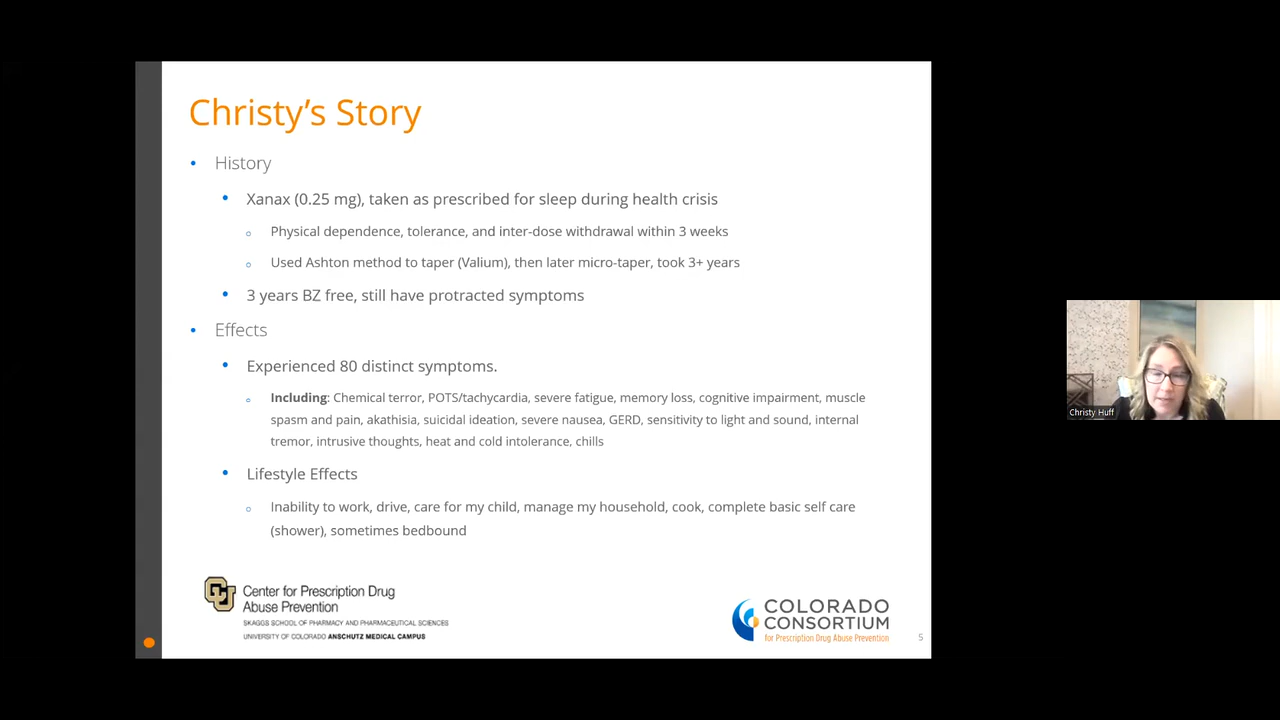 Christy's Story
• History
• Xanax (0.25 mg), taken as prescribed for sleep during health crisis
o Physical dependence, tolerance, and inter-dose withdrawal within 3 weeks
o Used Ashton method to taper (Valium), then later micro-taper, took 3+ years
• 3 years BZ free, still have protracted symptoms
• Effects
• Experienced 80 distinct symptoms.
o Including: Chemical terror, POTS/tachycardia, severe fatigue, memory loss, cognitive impairment, muscle
spasm and pain, akathisia, suicidal ideation, severe nausea, GERD, sensitivity to light and sound, internal
tremor, intrusive thoughts, heat and cold intolerance, chills
• Lifestyle Effects
o Inability to work, drive, care for my child, manage my household, cook, complete basic self care
(shower), sometimes bedbound
CU
Center for Prescription Drug
Abuse Prevention
SKAGGS SCHOOL OF PHARMACY AND PHARMACEUTICAL SCIENCES
UNIVERSITY OF COLORADO ANSCHUTZ MEDICAL CAMPUS
COLORADO
CONSORTIUM
for Prescription Drug Abuse Prevention
5
Christy Huff